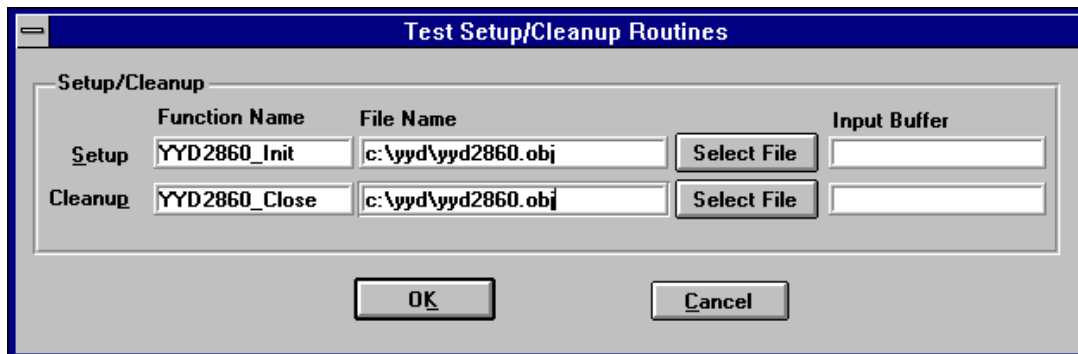 Test Setup/Cleanup Routines
Setup/Cleanup
Function Name File Name Input Buffer
Setup YYD2860_Init c:\yyd\yyd2860.obj Select File
Cleanup YYD2860_Close c:\yyd\yyd2860.obj Select File
OK Cancel